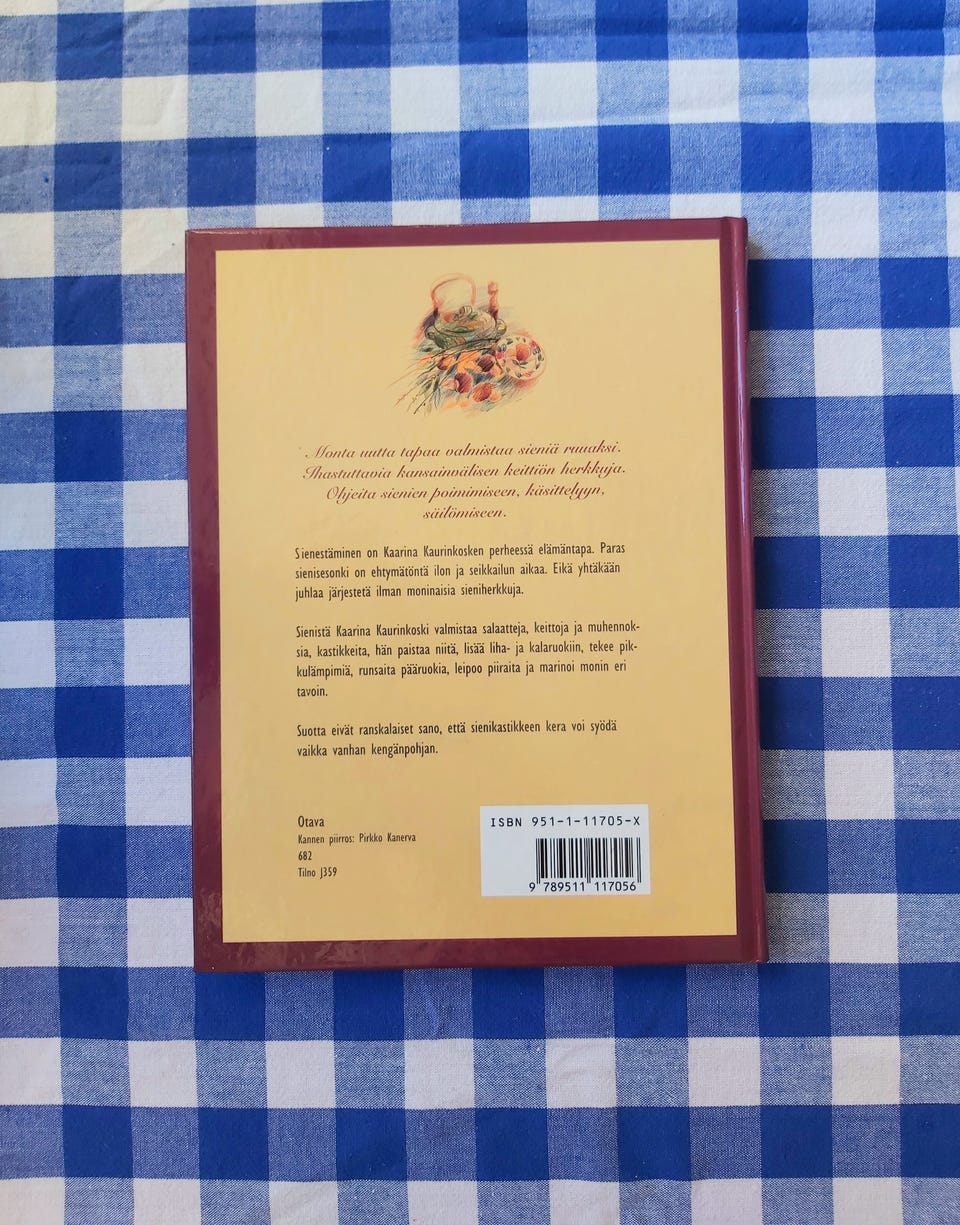 Monta uutta tapaa valmistaa sieniä ruuaksi.
Ihastuttavia kansainvälisen keittiön herkkuja.
Ohjeita sienien poimimiseen, käsittelyyn,
säilömiseen.
Sienestäminen on Kaarina Kaurinkosken perheessä elämäntapa. Paras
sienisesonki on ehtymätöntä ilon ja seikkailun aikaa. Eikä yhtäkään
juhlaa järjestetä ilman moninaisia sieniherkkuja.
Sienistä Kaarina Kaurinkoski valmistaa salaatteja, keittoja ja muhennok-
sia, kastikkeita, hän paistaa niitä, lisää liha- ja kalaruokiin, tekee pik-
kulämpimiä, runsaita pääruokia, leipoo piiraita ja marinoi monin eri
tavoin.
Suotta eivät ranskalaiset sano, että sienikastikkeen kera voi syödä
vaikka vanhan kengänpohjan.
Otava
Kannen piirros: Pirkko Kanerva
682
Tilno J359
ISBN 951-1-11705-X
9 789511 117056